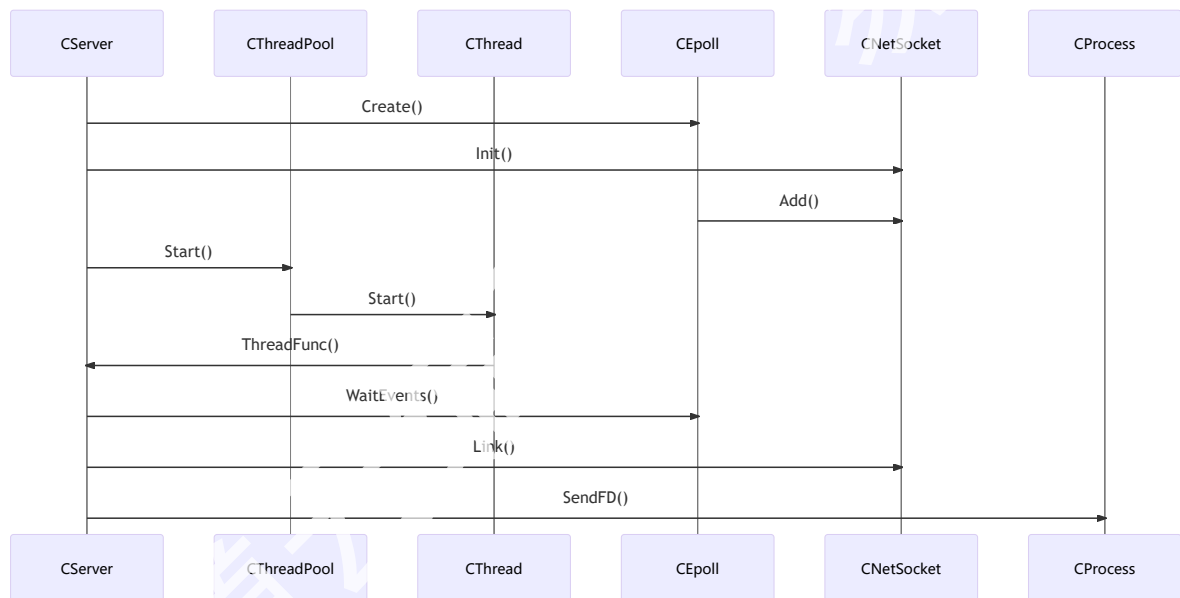 CServer CThreadPool CThread CEpoll CNetSocket CProcess
Create()
Init()
Add()
Start()
Start()
ThreadFunc()
WaitEvents()
Link()
SendFD()
CServer CThreadPool CThread CEpoll CNetSocket CProcess